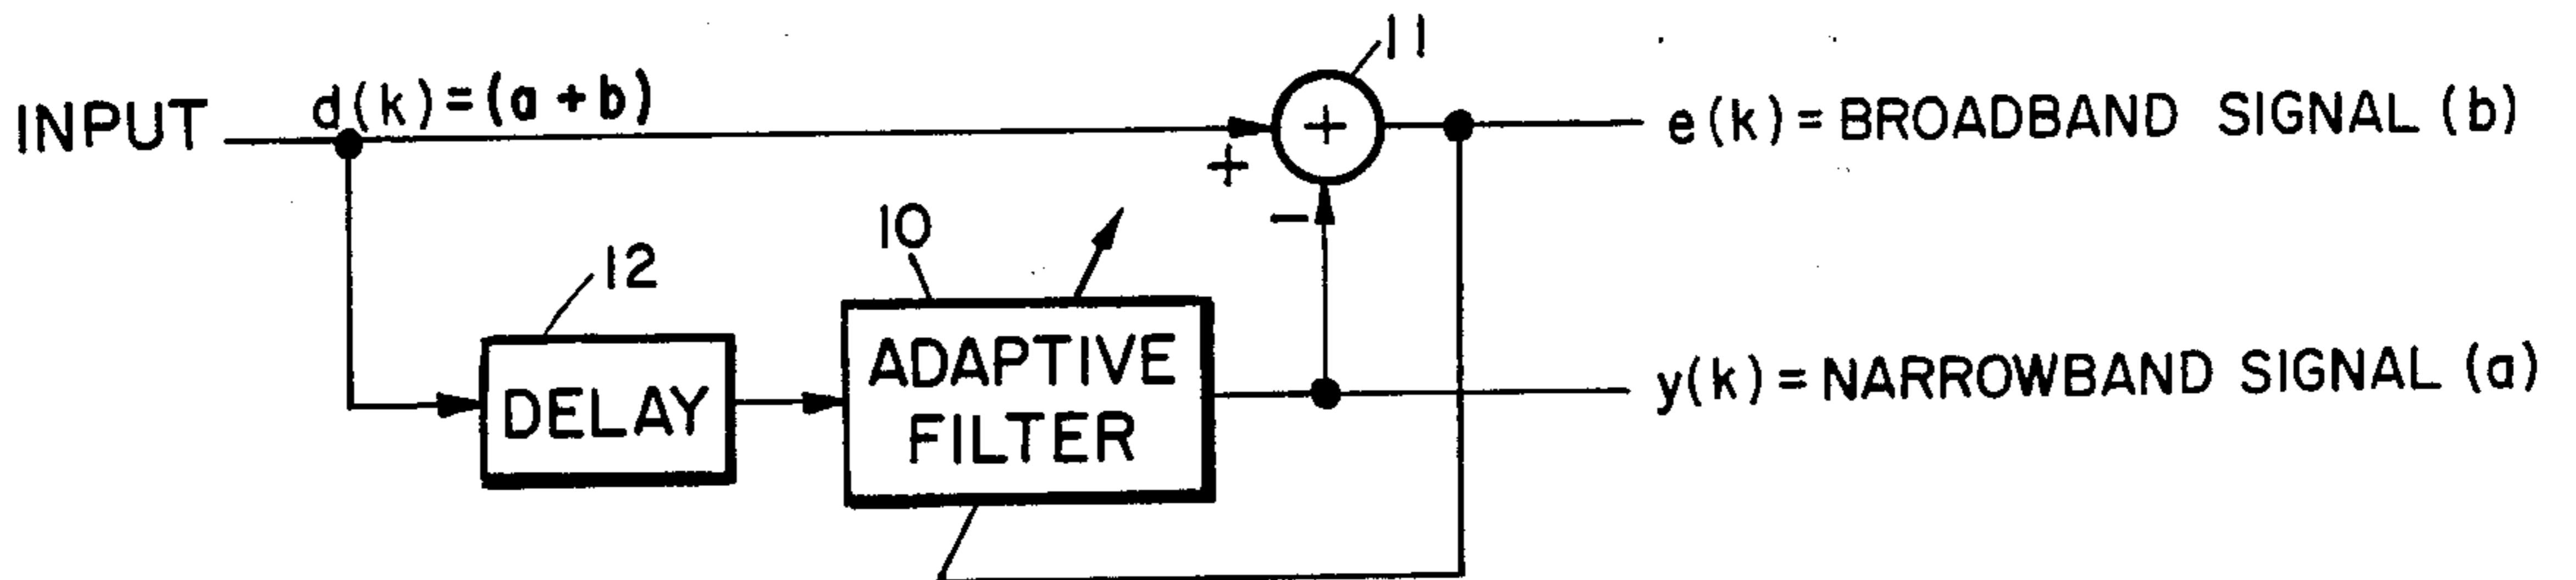 11
INPUT
d(k)=(a+b)
+
e(k)= BROADBAND SIGNAL (b)
+
-
10
12
ADAPTIVE
FILTER
DELAY
y(k)= NARROWBAND SIGNAL (a)